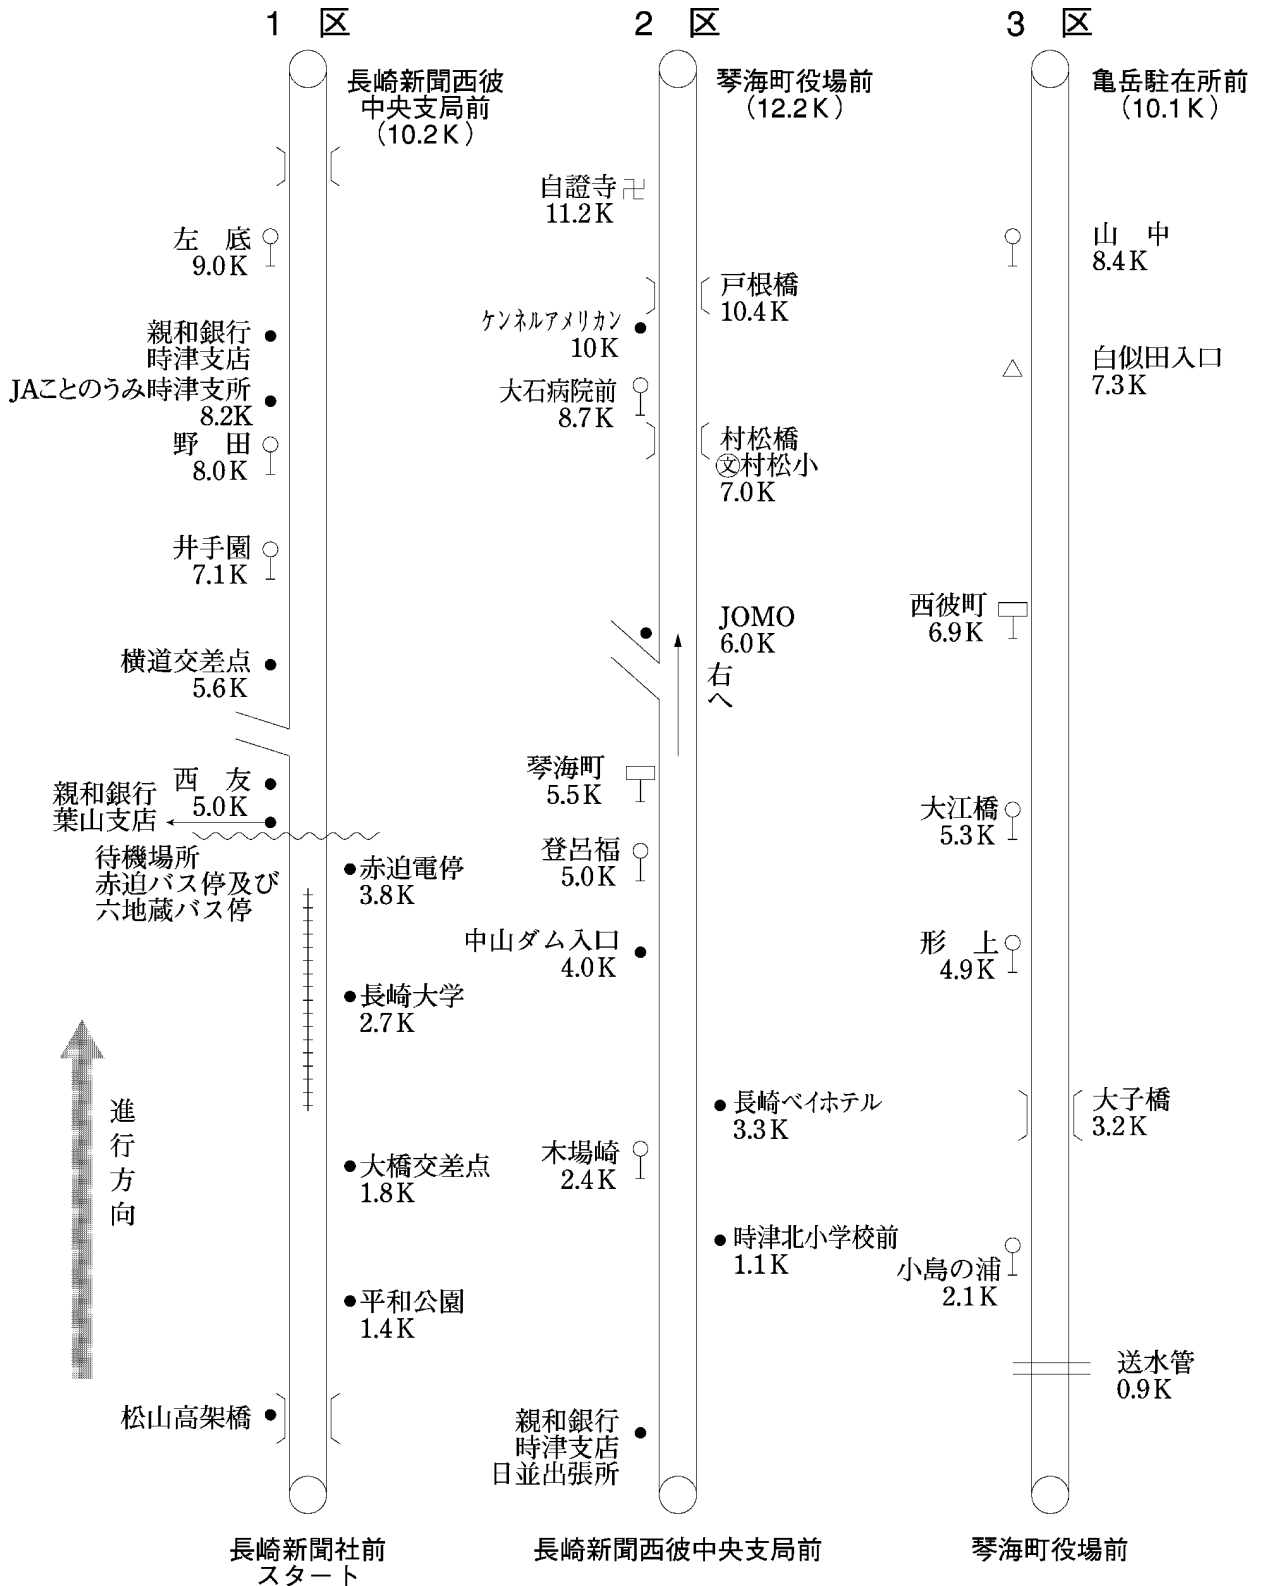 1 区
長崎新聞西彼
中央支局前
(10.2K)
左 底
9.0K
親和銀行
時津支店
JAことのうみ時津支所
8.2K
野 田
8.0K
井手園
7.1K
横道交差点
5.6K
西 友
5.0K
親和銀行
葉山支店
待機場所
赤迫バス停及び
六地蔵バス停
赤迫電停
3.8K
長崎大学
2.7K
大橋交差点
1.8K
平和公園
1.4K
松山高架橋
長崎新聞社前
スタート
進行方向
2 区
琴海町役場前
(12.2K)
自證寺
11.2K
戸根橋
10.4K
ケンネルアメリカン
10K
大石病院前
8.7K
村松橋
文村松小
7.0K
JOMO
6.0K
右へ
琴海町
5.5K
登呂福
5.0K
中山ダム入口
4.0K
長崎ベイホテル
3.3K
木場崎
2.4K
時津北小学校前
1.1K
親和銀行
時津支店
日並出張所
長崎新聞西彼中央支局前
3 区
亀岳駐在所前
(10.1K)
山 中
8.4K
白似田入口
7.3K
西彼町
6.9K
大江橋
5.3K
形 上
4.9K
大子橋
3.2K
小島の浦
2.1K
送水管
0.9K
琴海町役場前